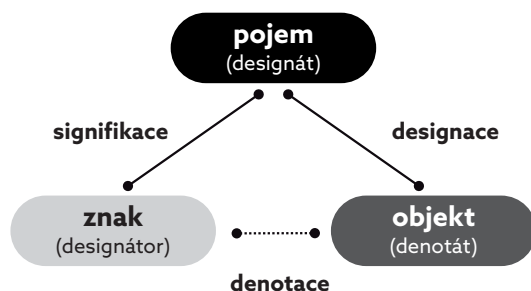 pojem
(designát)
signifikace
designace
znak
(designátor)
objekt
(denotát)
denotace